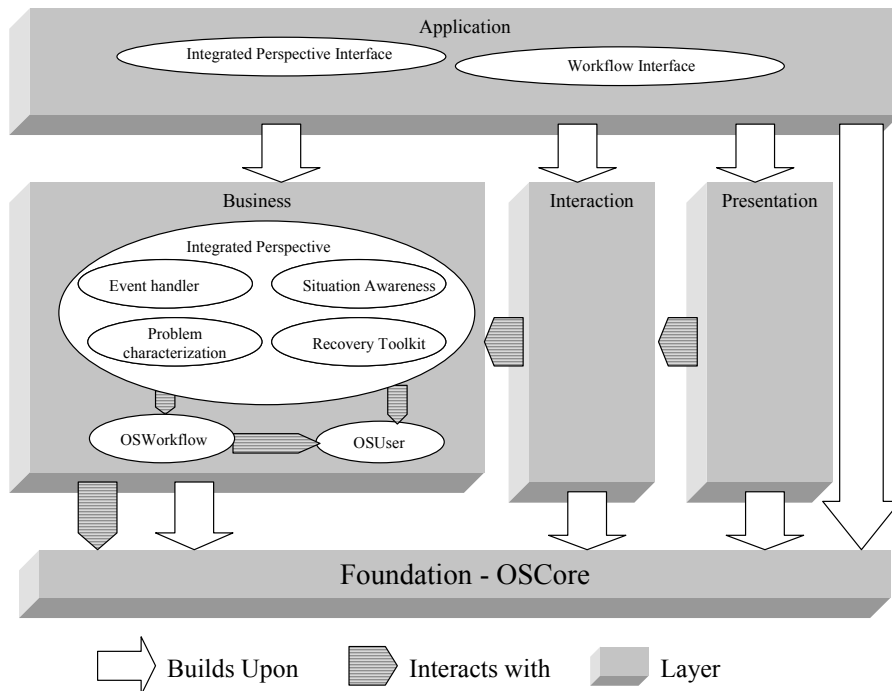 Application
Integrated Perspective Interface
Workflow Interface
Business
Interaction
Presentation
Integrated Perspective
Event handler
Situation Awareness
Problem
characterization
Recovery Toolkit
OSWorkflow
OSUser
Foundation - OSCore
Builds Upon
Interacts with
Layer